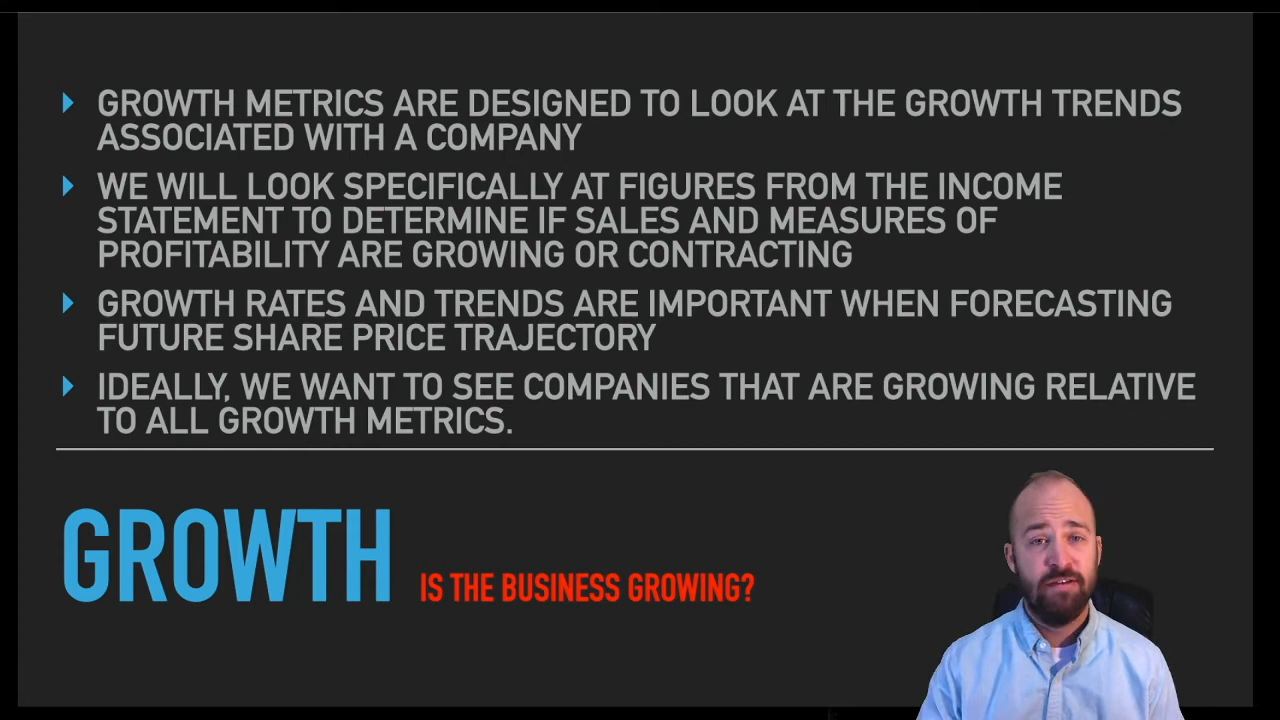 GROWTH METRICS ARE DESIGNED TO LOOK AT THE GROWTH TRENDS
ASSOCIATED WITH A COMPANY
WE WILL LOOK SPECIFICALLY AT FIGURES FROM THE INCOME
STATEMENT TO DETERMINE IF SALES AND MEASURES OF
PROFITABILITY ARE GROWING OR CONTRACTING
GROWTH RATES AND TRENDS ARE IMPORTANT WHEN FORECASTING
FUTURE SHARE PRICE TRAJECTORY
IDEALLY, WE WANT TO SEE COMPANIES THAT ARE GROWING RELATIVE
TO ALL GROWTH METRICS.
GROWTH IS THE BUSINESS GROWING?